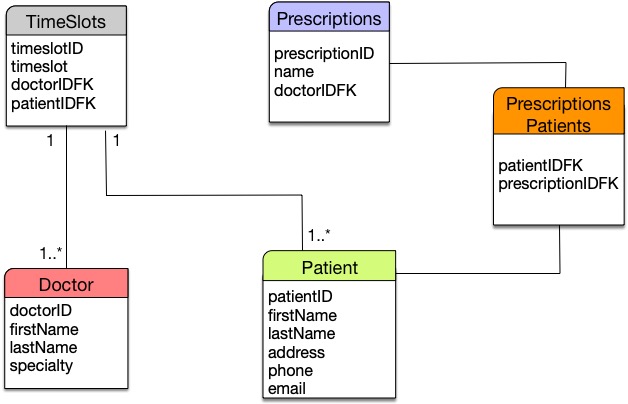 TimeSlots
timeslotID
timeslot
doctorIDFK
patientIDFK
Prescriptions
prescriptionID
name
doctorIDFK
Prescriptions
Patients
patientIDFK
prescriptionIDFK
1
1
1..*
1..*
Doctor
doctorID
firstName
lastName
specialty
Patient
patientID
firstName
lastName
address
phone
email